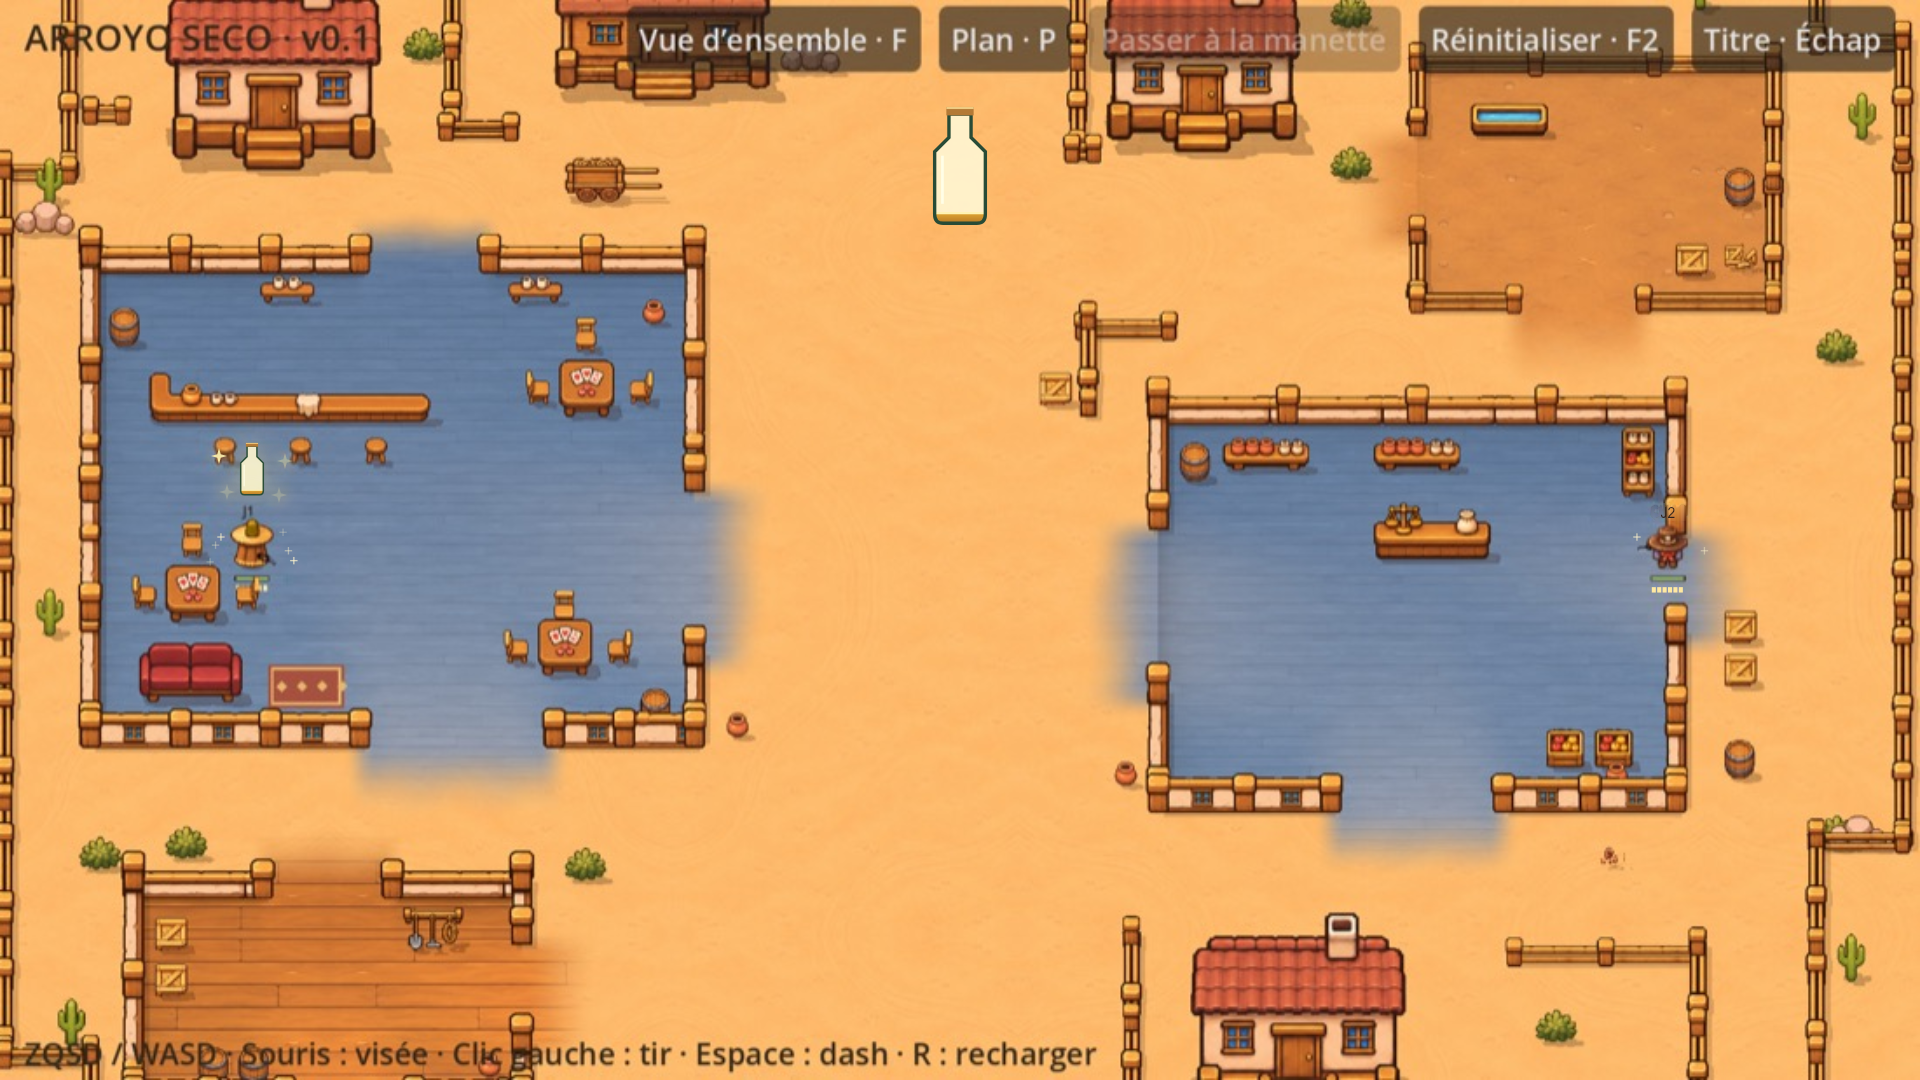 ARROYO SECO · v0.1
Vue d'ensemble · F
Plan · P
Passer à la manette
Réinitialiser · F2
Titre · Échap
J1
J2
ZQSD / WASD · Souris : visée · Clic gauche : tir · Espace : dash · R : recharger